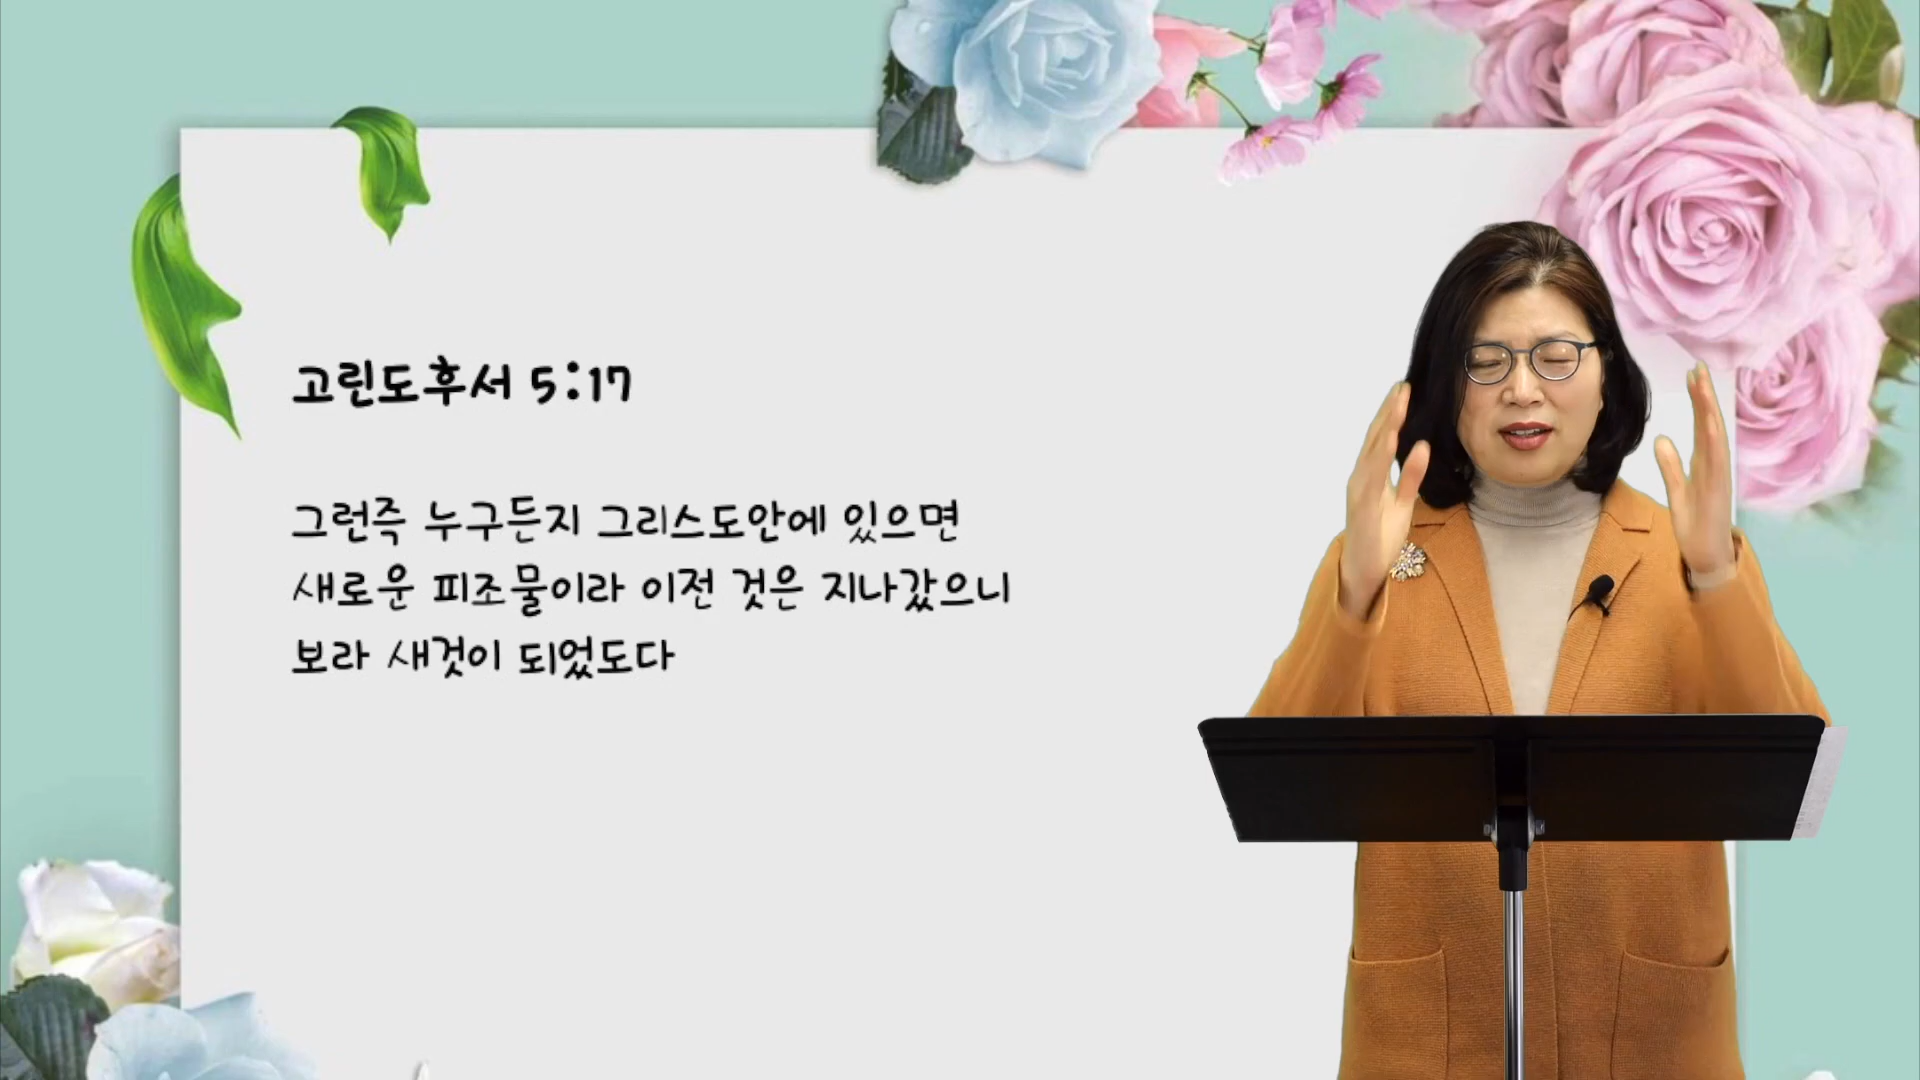 고린도후서 5:17
그런즉 누구든지 그리스도안에 있으면
새로운 피조물이라 이전 것은 지나갔으니
보라 새것이 되었도다